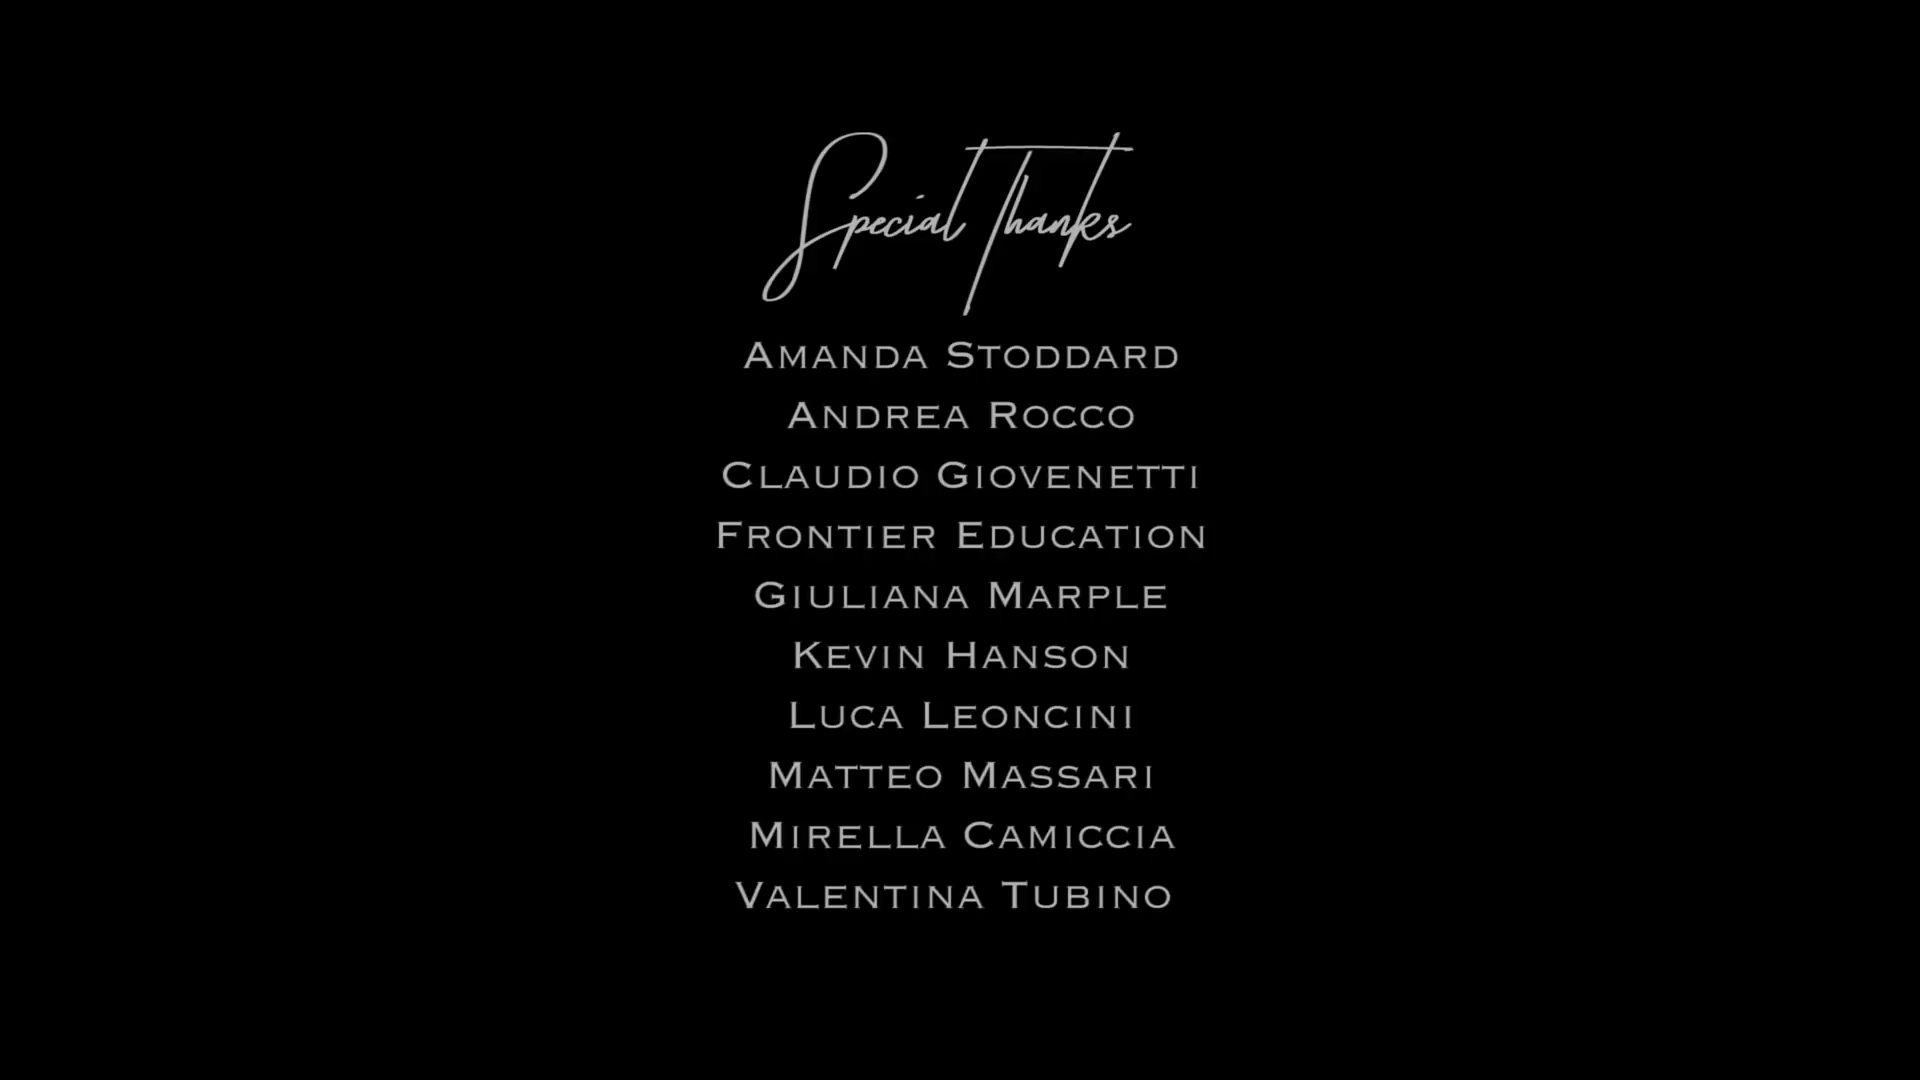 Special Thanks
Amanda Stoddard
Andrea Rocco
Claudio Giovenetti
Frontier Education
Giuliana Marple
Kevin Hanson
Luca Leoncini
Matteo Massari
Mirella Camiccia
Valentina Tubino